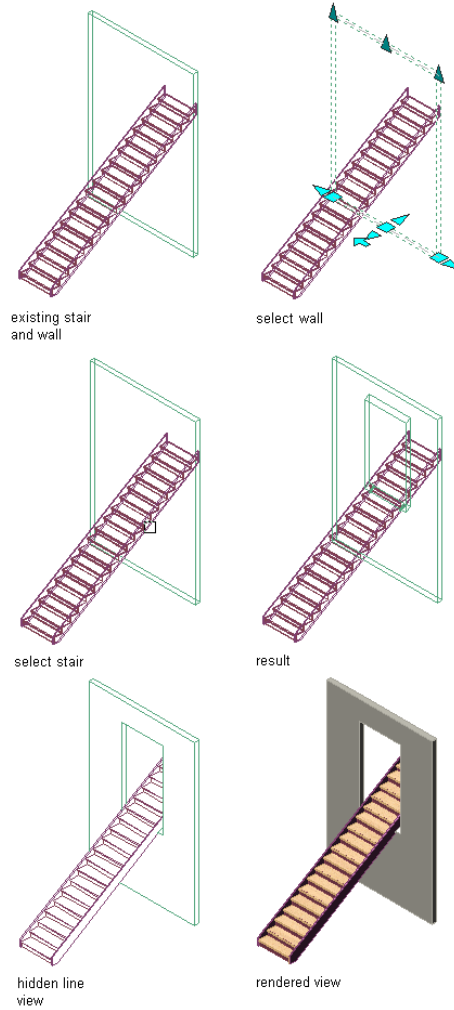 existing stair
and wall
select wall
select stair
result
hidden line
view
rendered view